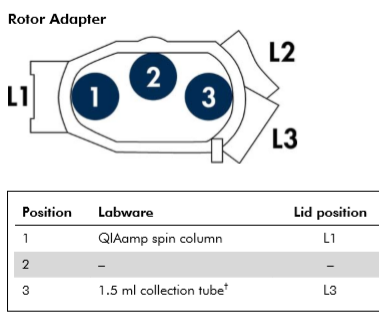 Rotor Adapter
L2
L1
1
2
3
L3
Position Labware Lid position
1 QIAamp spin column L1
2 – –
3 1.5 ml collection tube† L3